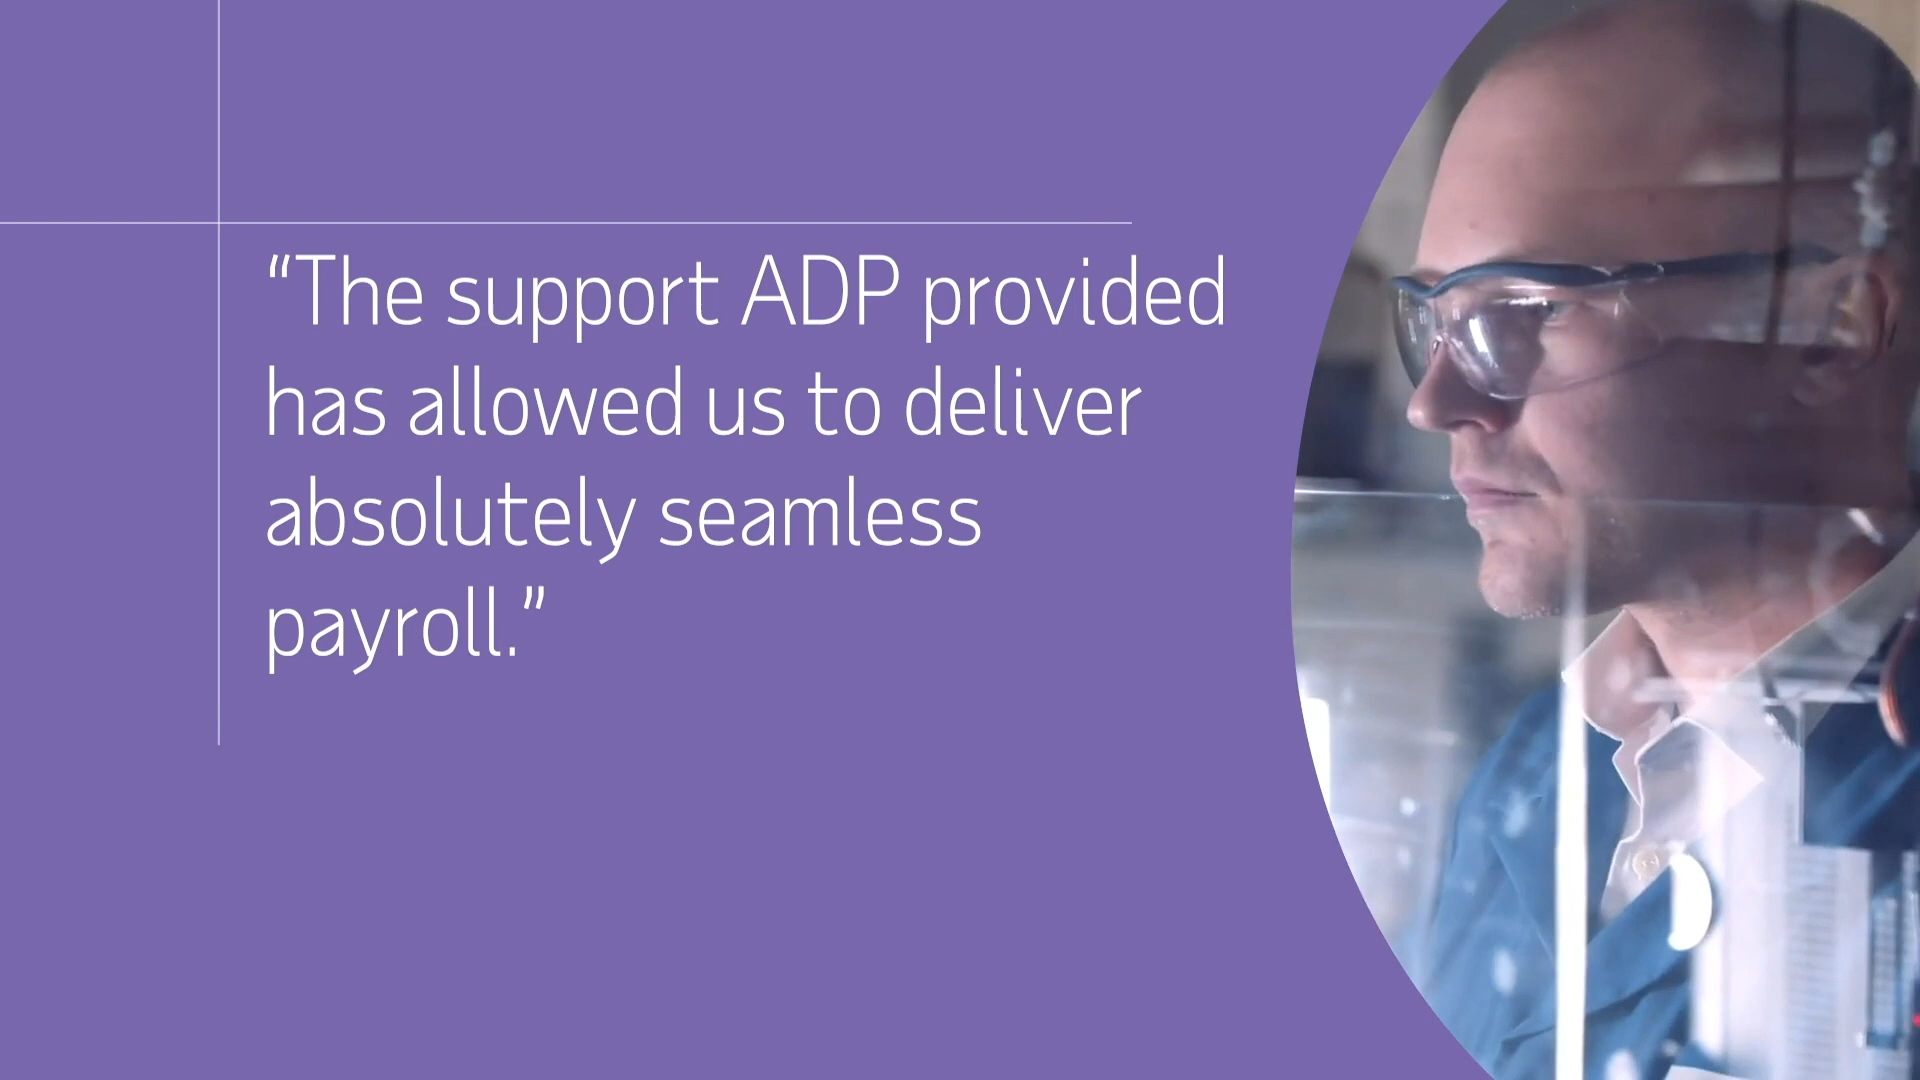 “The support ADP provided
has allowed us to deliver
absolutely seamless
payroll.”